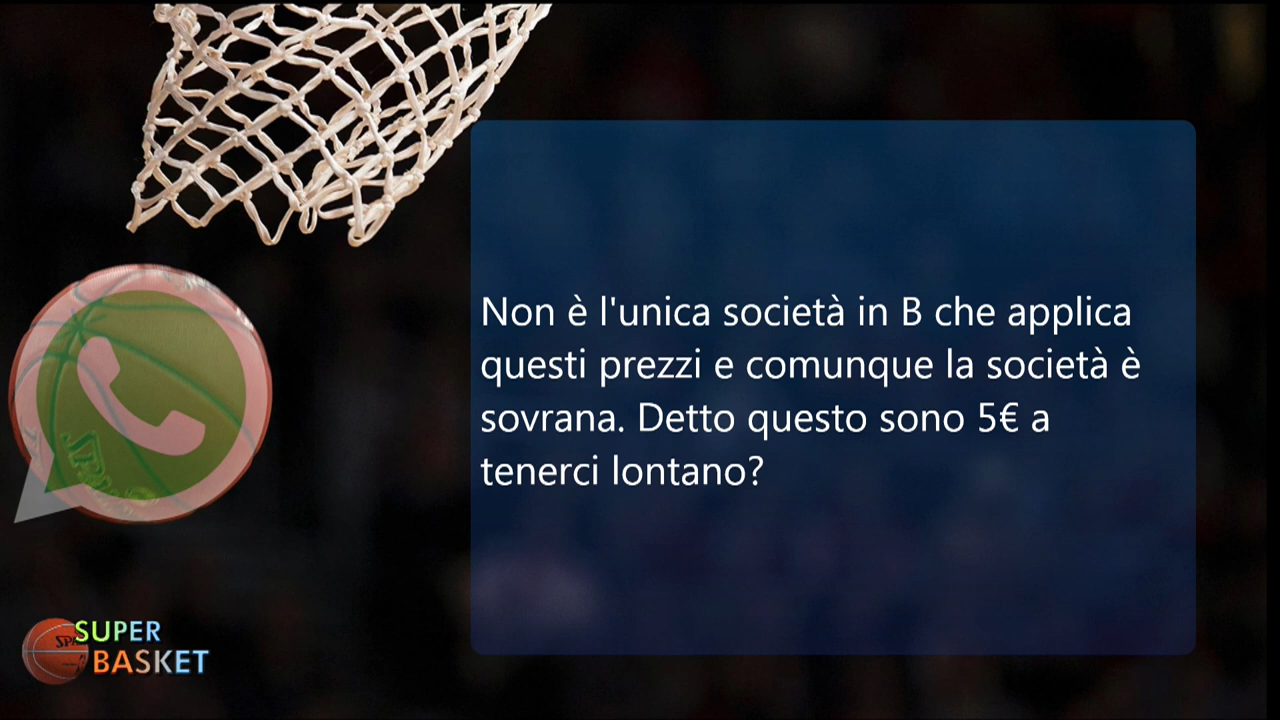 Non è l'unica società in B che applica
questi prezzi e comunque la società è
sovrana. Detto questo sono 5€ a
tenerci lontano?
SUPER
BASKET